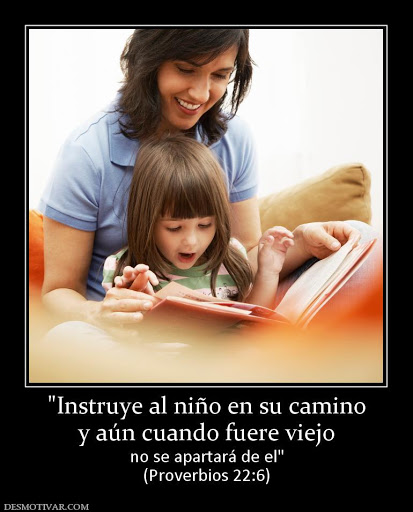 "Instruye al niño en su camino
y aún cuando fuere viejo
no se apartará de el"
(Proverbios 22:6)
DESMOTIVAR.COM